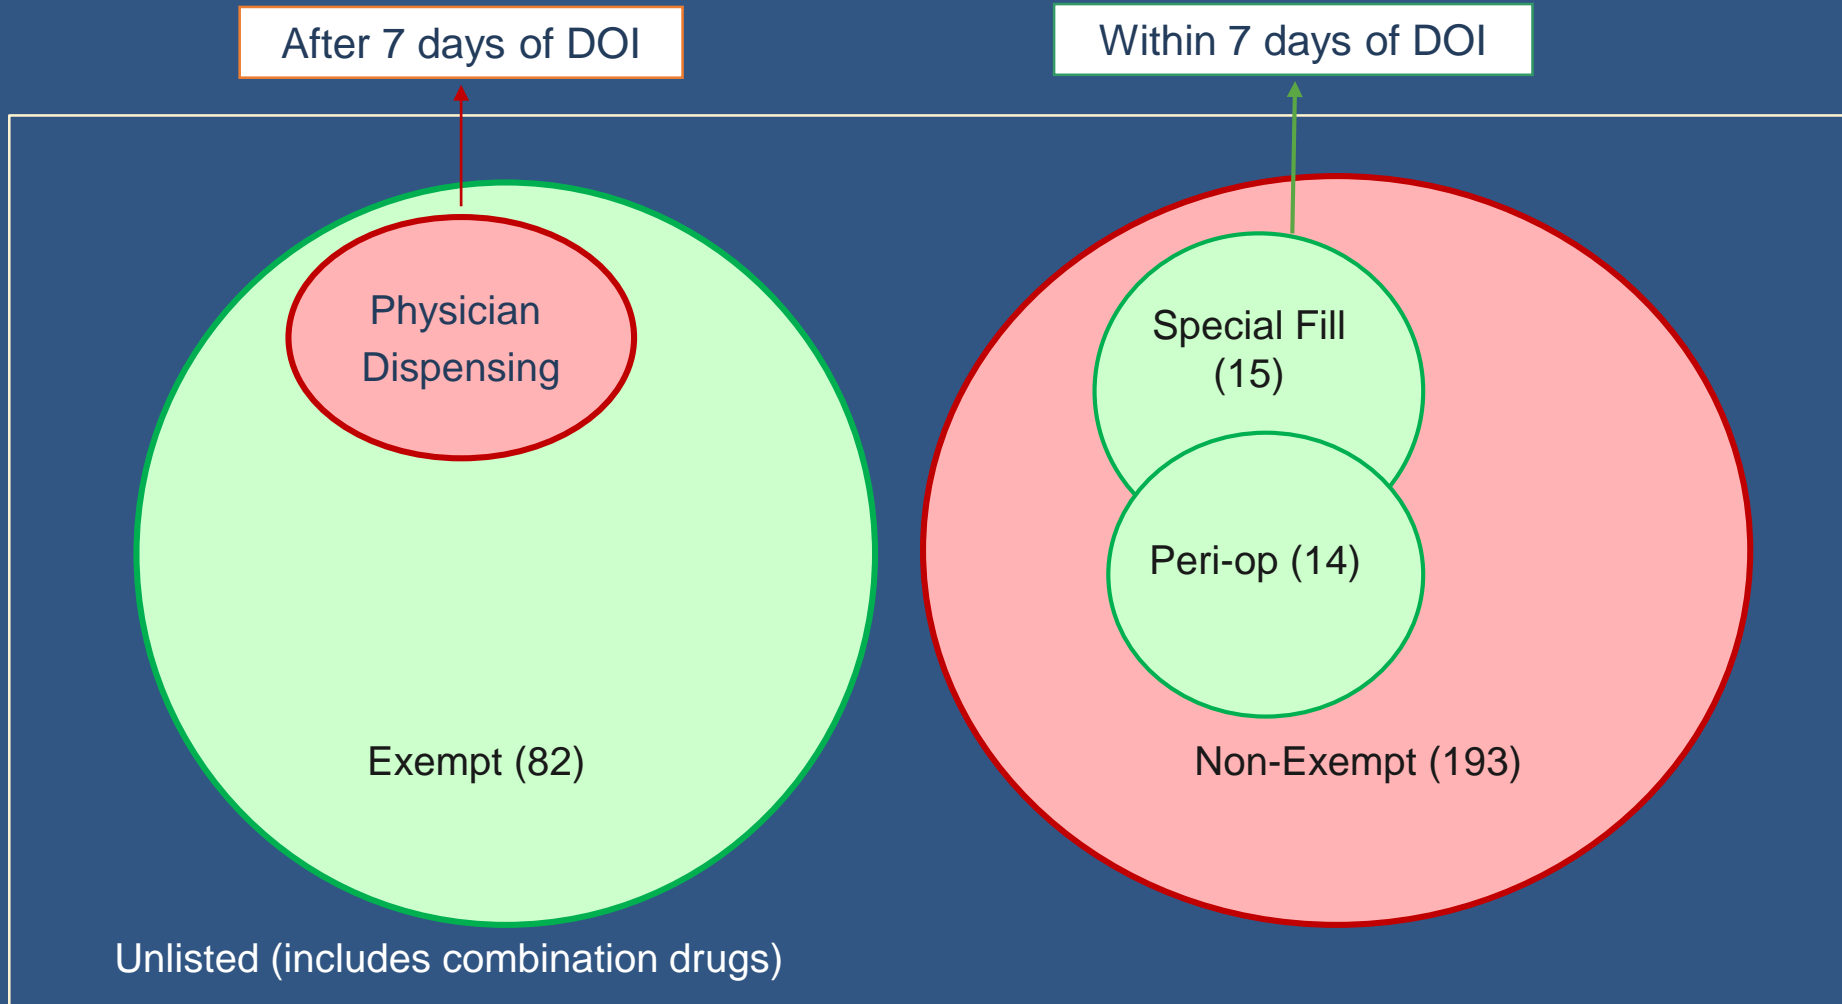 After 7 days of DOI
Within 7 days of DOI
Physician
Dispensing
Special Fill
(15)
Peri-op (14)
Exempt (82)
Non-Exempt (193)
Unlisted (includes combination drugs)